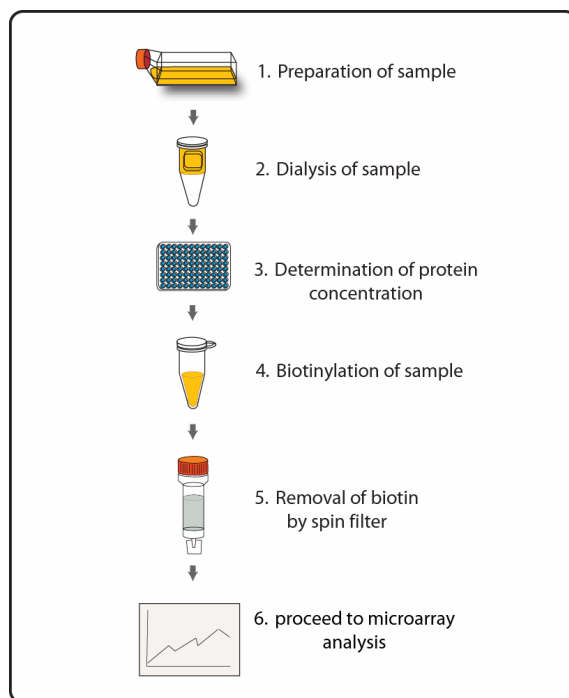 1. Preparation of sample
2. Dialysis of sample
3. Determination of protein
concentration
4. Biotinylation of sample
5. Removal of biotin
by spin filter
6. proceed to microarray
analysis